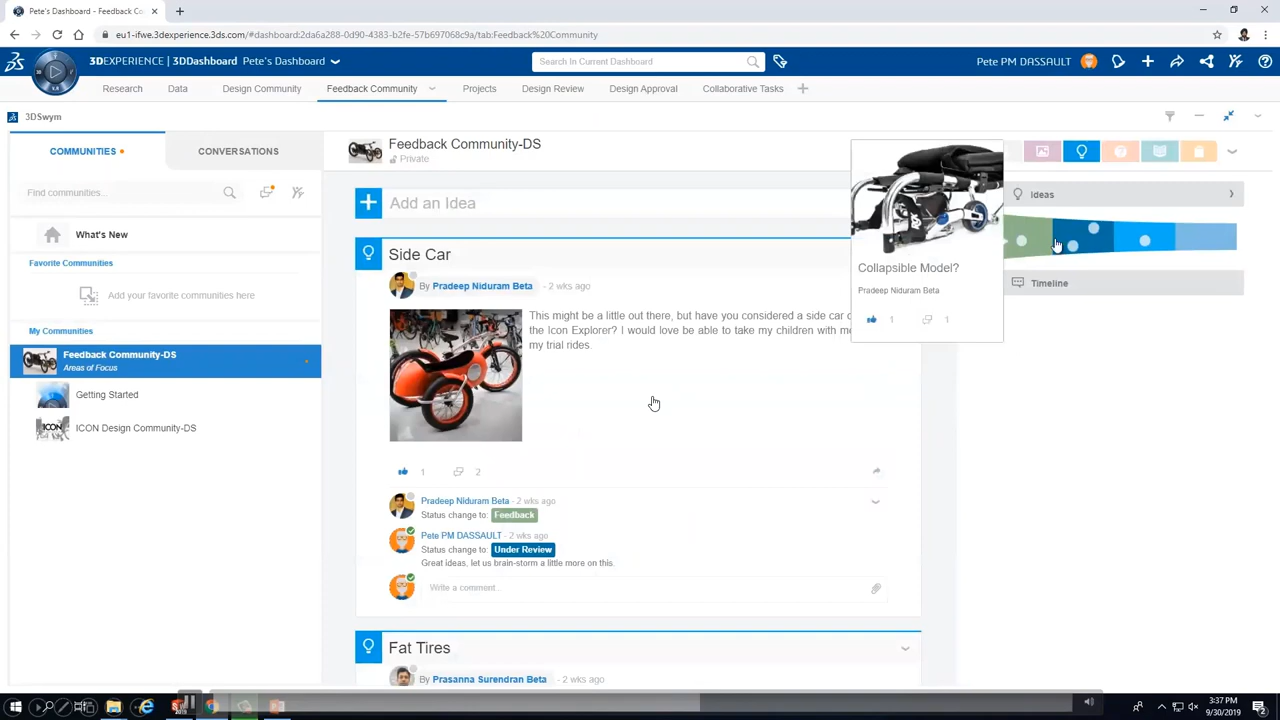 Pete's Dashboard - Feedback Co
eu1-ifwe.3dexperience.3ds.com/#dashboard:2da6a288-0d90-4383-b2fe-57b697068c9a/tab:Feedback%20Community
3DEXPERIENCE | 3DDashboard Pete's Dashboard
Search In Current Dashboard
Pete PM DASSAULT
Research Data Design Community Feedback Community Projects Design Review Design Approval Collaborative Tasks
3DSwym
COMMUNITIES CONVERSATIONS
Find communities...
What's New
Favorite Communities
Add your favorite communities here
My Communities
Feedback Community-DS
Areas of Focus
Getting Started
ICON
ICON Design Community-DS
Feedback Community-DS
Private
Add an Idea
Side Car
By Pradeep Niduram Beta - 2 wks ago
This might be a little out there, but have you considered a side car
the Icon Explorer? I would love be able to take my children with me
my trial rides.
1 2
Pradeep Niduram Beta - 2 wks ago
Status change to: Feedback
Pete PM DASSAULT - 2 wks ago
Status change to: Under Review
Great ideas, let us brain-storm a little more on this.
Write a comment...
Fat Tires
By Prasanna Surendran Beta - 2 wks ago
Collapsible Model?
Pradeep Niduram Beta
1 1
Ideas
Timeline
3:37 PM
9/30/2019